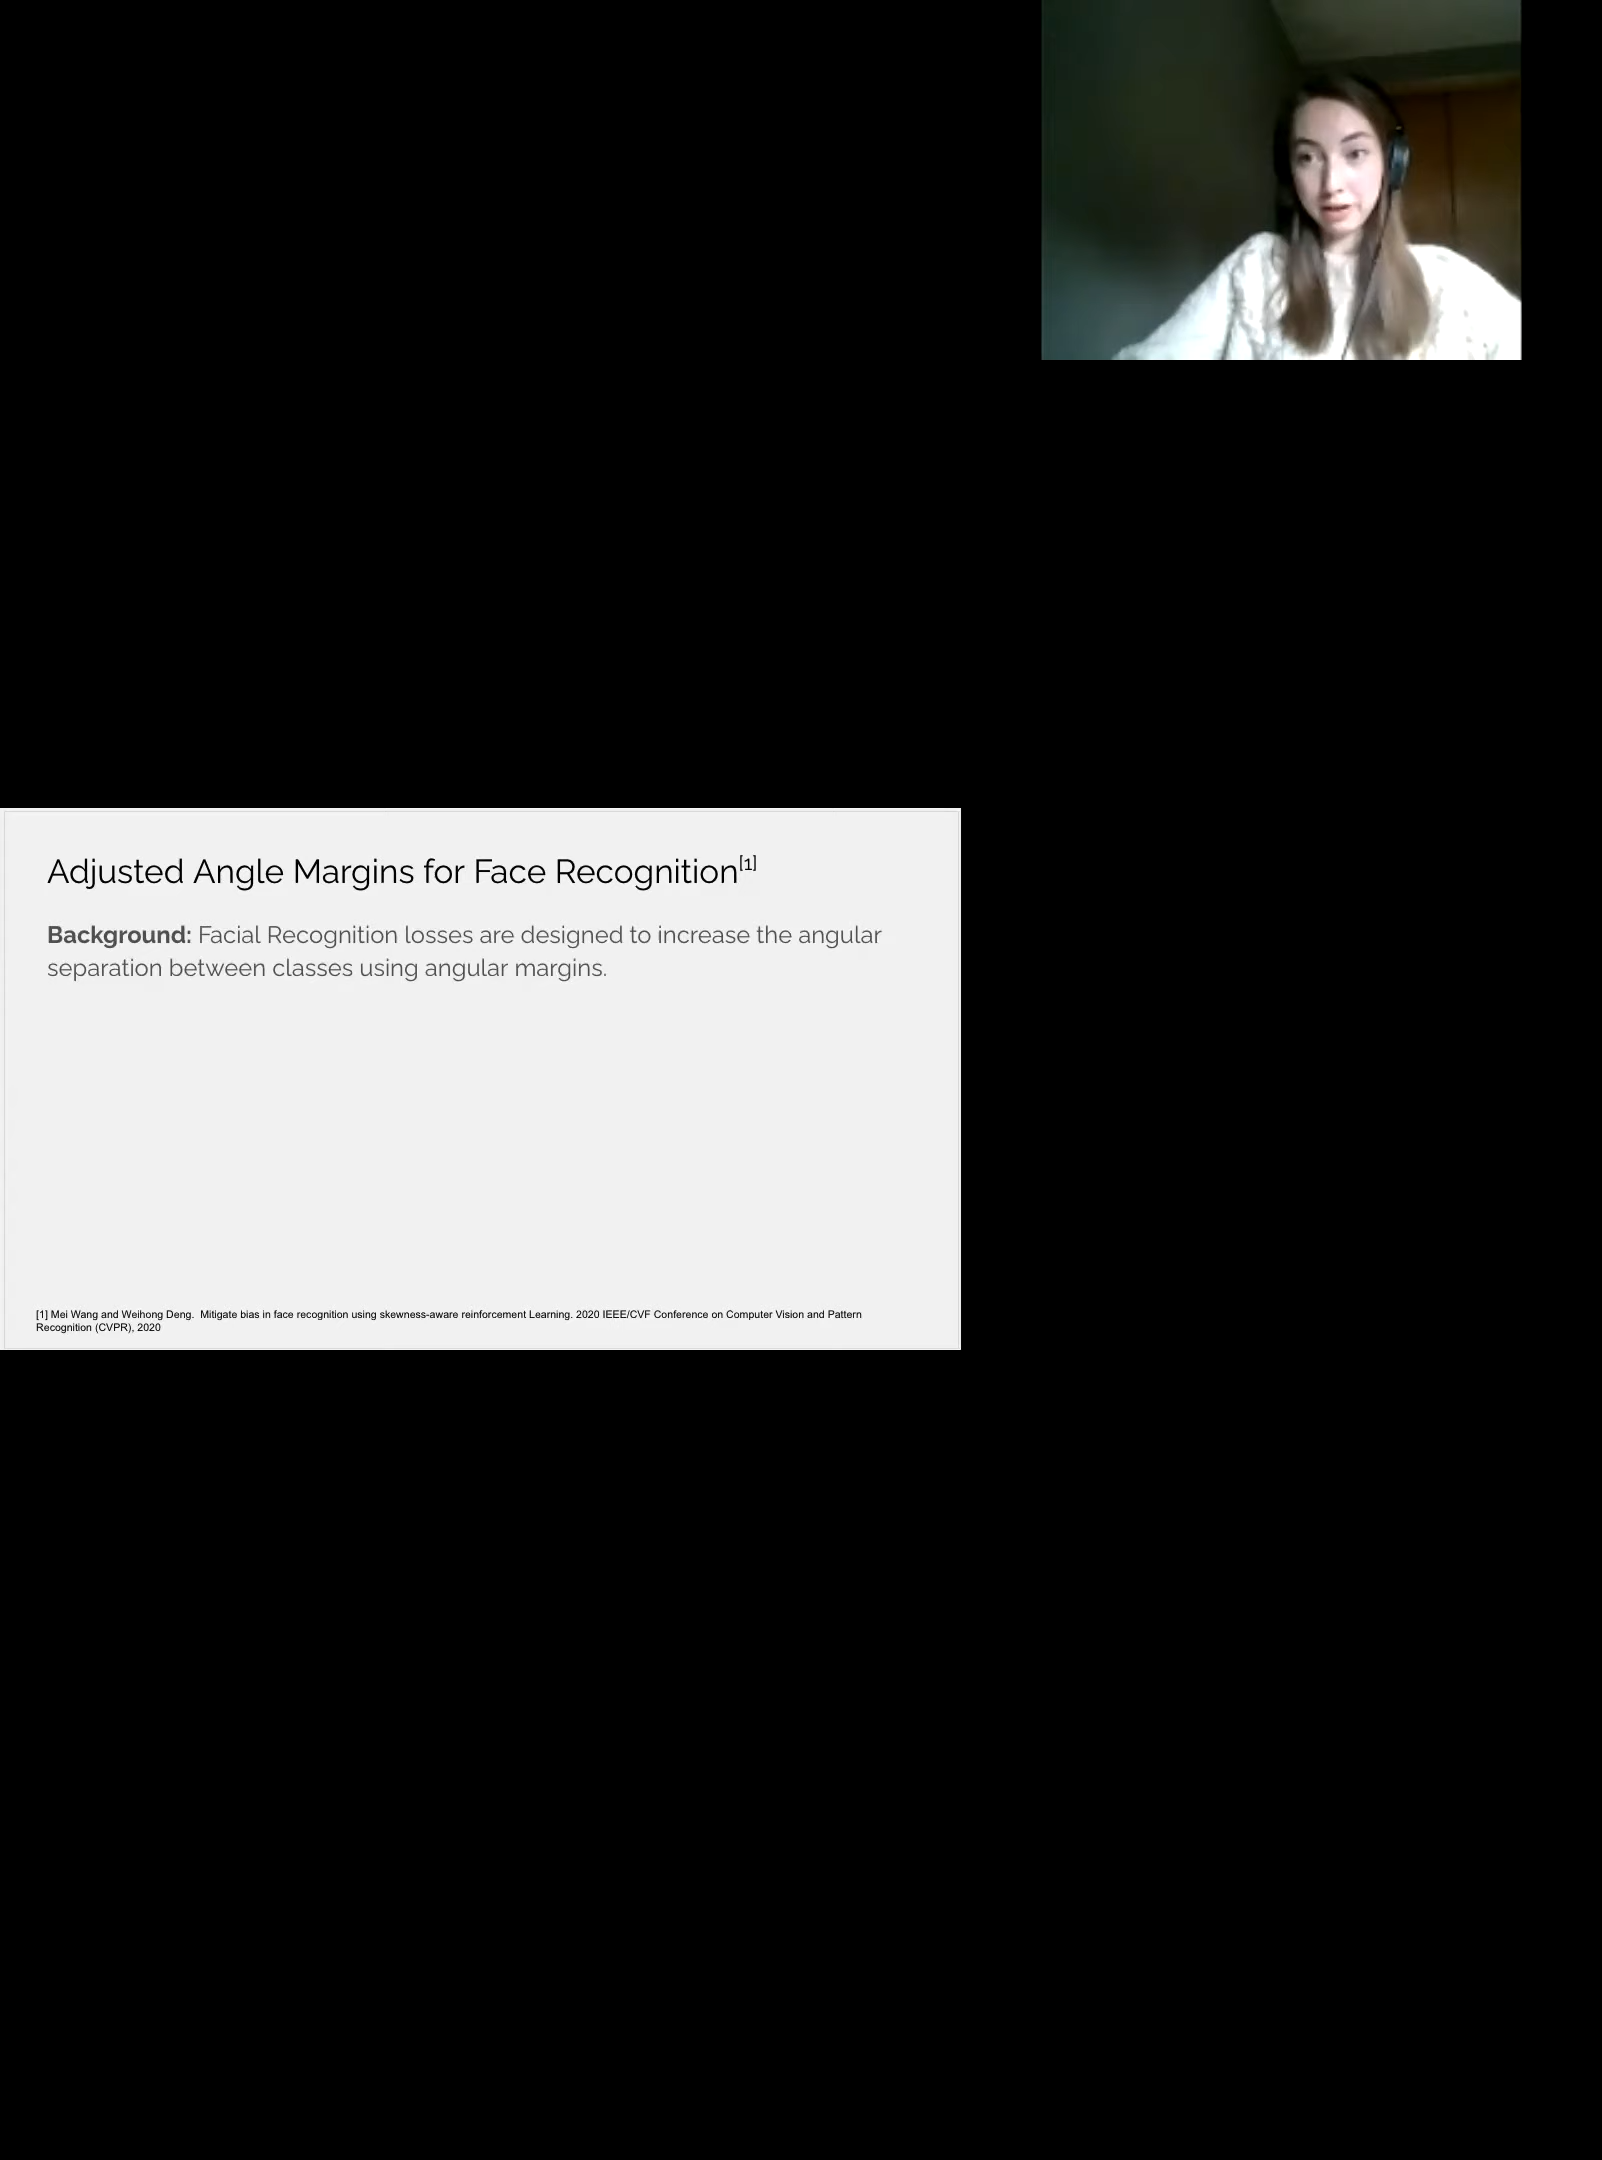 Adjusted Angle Margins for Face Recognition[1]
Background: Facial Recognition losses are designed to increase the angular
separation between classes using angular margins.
[1] Mei Wang and Weihong Deng.  Mitigate bias in face recognition using skewness-aware reinforcement Learning. 2020 IEEE/CVF Conference on Computer Vision and Pattern
Recognition (CVPR), 2020